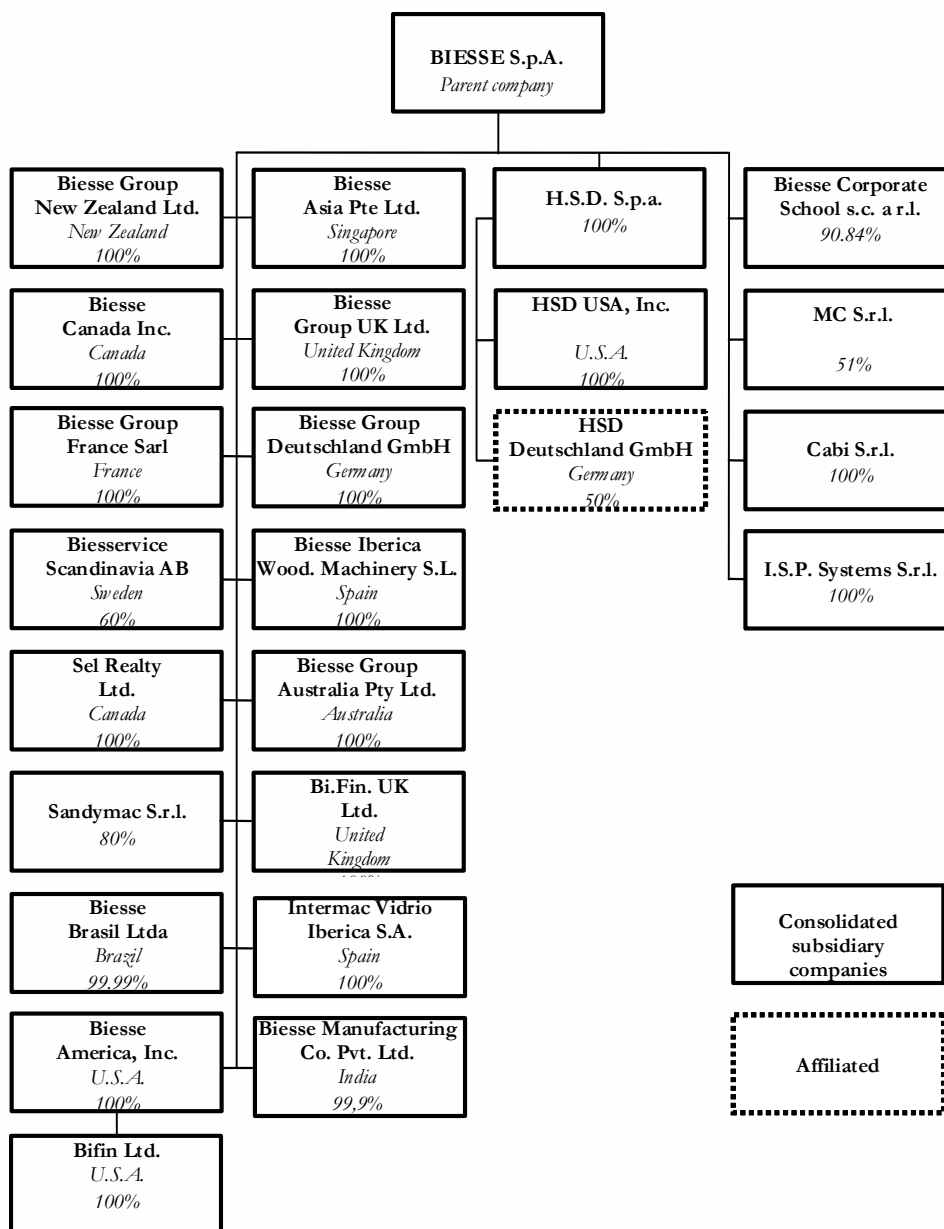 BIESSE S.p.A.
Parent company
Biesse Group
New Zealand Ltd.
New Zealand
100%
Biesse
Asia Pte Ltd.
Singapore
100%
H.S.D. S.p.a.
100%
Biesse Corporate
School s.c. a r.l.
90.84%
Biesse
Canada Inc.
Canada
100%
Biesse
Group UK Ltd.
United Kingdom
100%
HSD USA, Inc.
U.S.A.
100%
MC S.r.l.
51%
Biesse Group
France Sarl
France
100%
Biesse Group
Deutschland GmbH
Germany
100%
HSD
Deutschland GmbH
Germany
50%
Cabi S.r.l.
100%
Biesservice
Scandinavia AB
Sweden
60%
Biesse Iberica
Wood. Machinery S.L.
Spain
100%
I.S.P. Systems S.r.l.
100%
Sel Realty
Ltd.
Canada
100%
Biesse Group
Australia Pty Ltd.
Australia
100%
Sandymac S.r.l.
80%
Bi.Fin. UK
Ltd.
United
Kingdom
Biesse
Brasil Ltda
Brazil
99.99%
Intermac Vidrio
Iberica S.A.
Spain
100%
Consolidated
subsidiary
companies
Biesse
America, Inc.
U.S.A.
100%
Biesse Manufacturing
Co. Pvt. Ltd.
India
99,9%
Affiliated
Bifin Ltd.
U.S.A.
100%